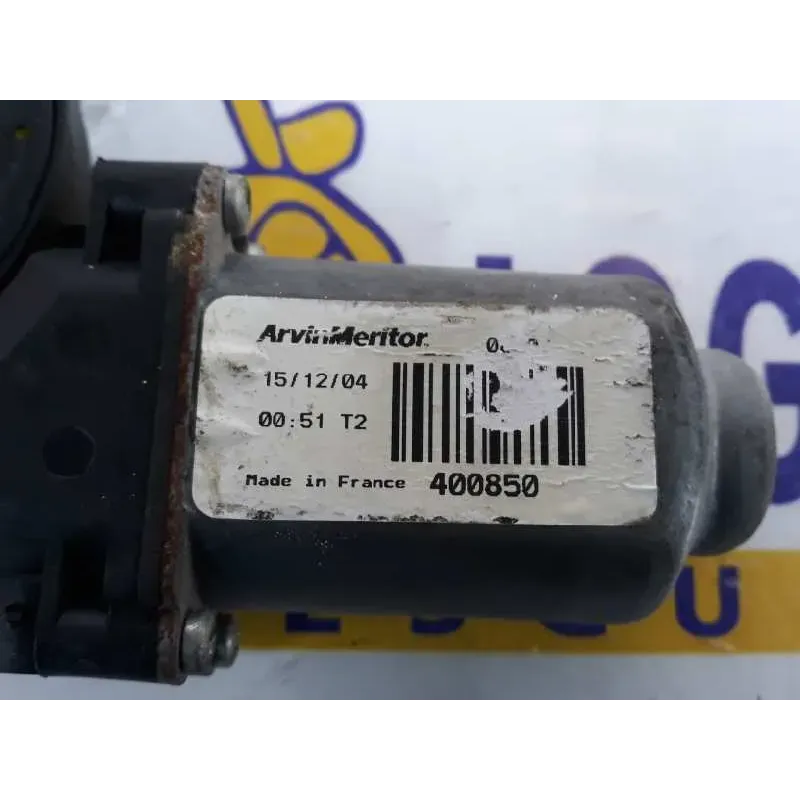 ArvinMeritor
15/12/04
00:51 T2
Made in France 400850